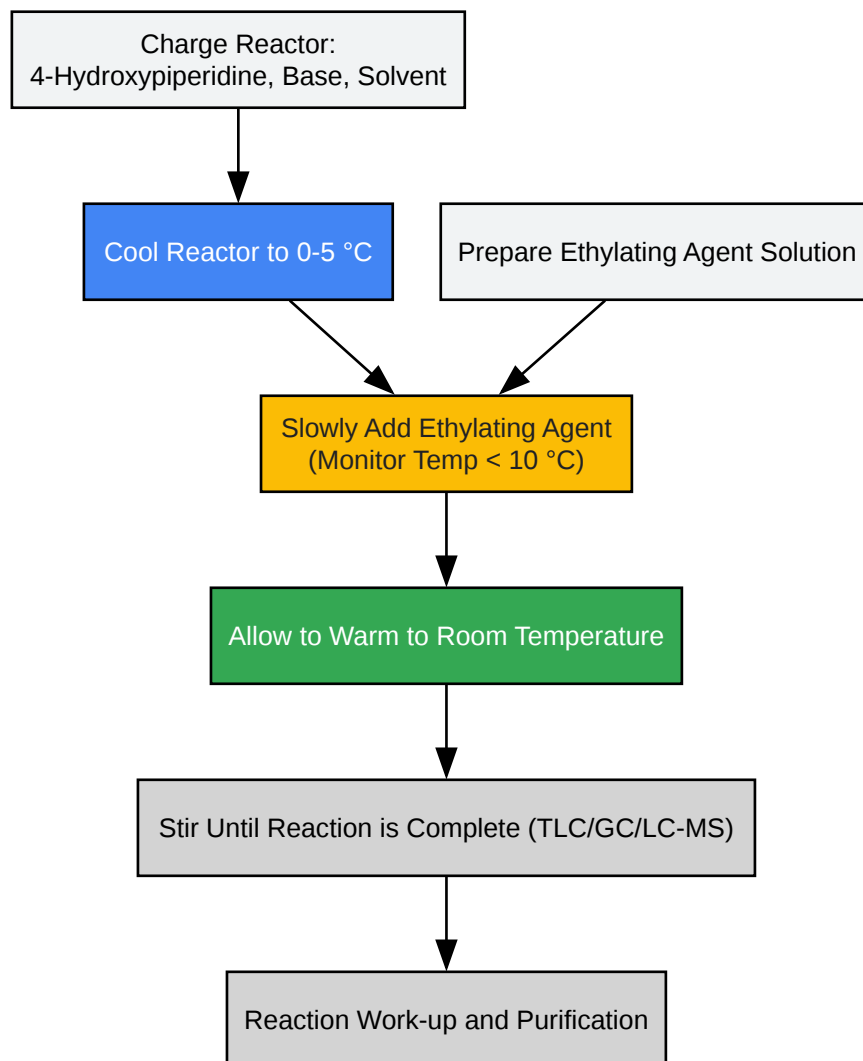 Charge Reactor:
4-Hydroxypiperidine, Base, Solvent
Cool Reactor to 0-5 °C
Prepare Ethylating Agent Solution
Slowly Add Ethylating Agent
(Monitor Temp < 10 °C)
Allow to Warm to Room Temperature
Stir Until Reaction is Complete (TLC/GC/LC-MS)
Reaction Work-up and Purification